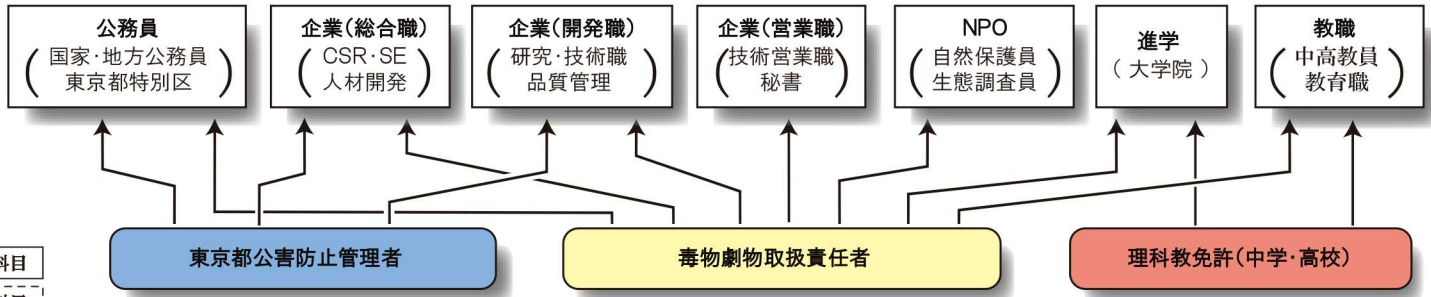 公務員
国家・地方公務員
東京都特別区
企業（総合職）
CSR・SE
人材開発
企業（開発職）
研究・技術職
品質管理
企業（営業職）
技術営業職
秘書
NPO
自然保護員
生態調査員
進学
（ 大学院 ）
教職
中高教員
教育職
東京都公害防止管理者
毒物劇物取扱責任者
理科教免許（中学・高校）
科目